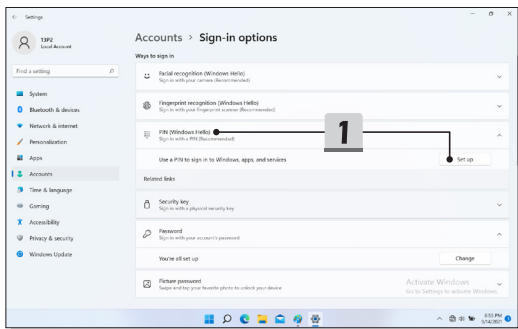 Settings
13P2
Local Account
Find a setting
System
Bluetooth & devices
Network & internet
Personalization
Apps
Accounts
Time & language
Gaming
Accessibility
Privacy & security
Windows Update
Accounts > Sign-in options
Ways to sign in
Facial recognition (Windows Hello)
Sign in with your camera (Recommended)
Fingerprint recognition (Windows Hello)
Sign in with your fingerprint scanner (Recommended)
PIN (Windows Hello)
Sign in with a PIN (Recommended)
1
Use a PIN to sign in to Windows, apps, and services
Set up
Related links
Security key
Sign in with a physical security key
Password
Sign in with your account's password
You're all set up
Change
Picture password
Swipe and tap your favorite photo to unlock your device
Activate Windows
Go to Settings to activate Windows.
6:55 PM
9/14/2021